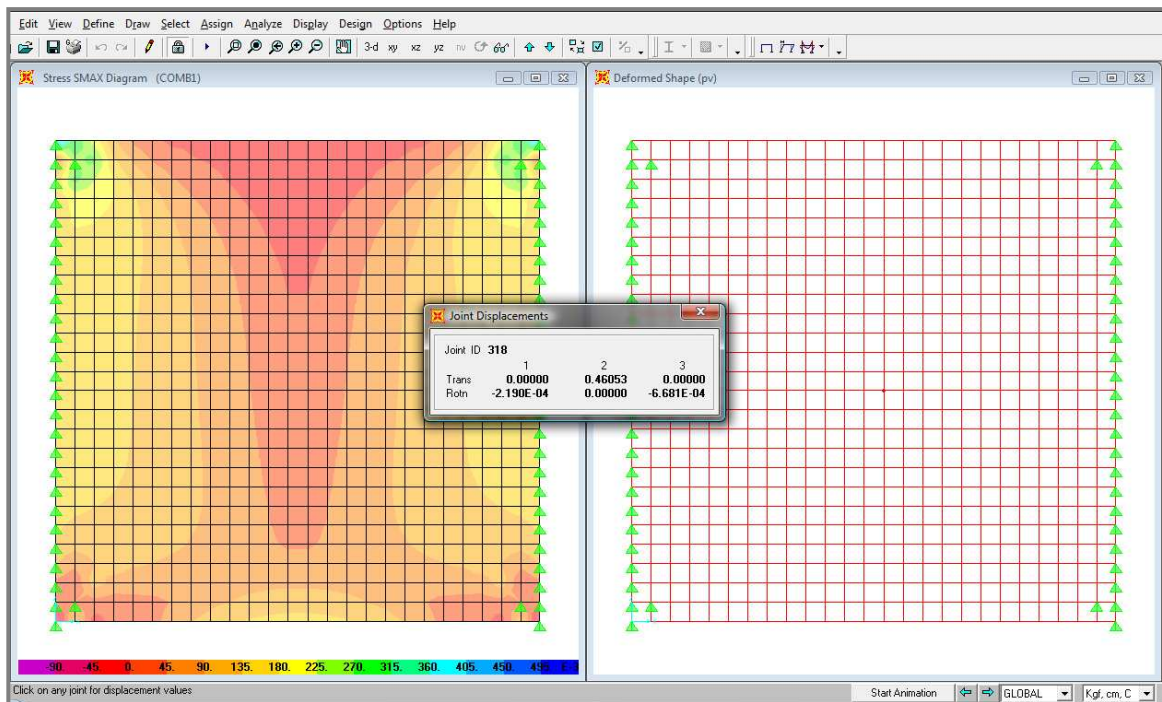 Edit View Define Draw Select Assign Analyze Display Design Options Help
3-d xy xz yz nv
Stress SMAX Diagram (COMB1)
Deformed Shape (pv)
Joint Displacements
Joint ID 318
1 2 3
Trans 0.00000 0.46053 0.00000
Rotn -2.190E-04 0.00000 -6.681E-04
-90. -45. 0. 45. 90. 135. 180. 225. 270. 315. 360. 405. 450.
Click on any joint for displacement values
Start Animation
GLOBAL
Kgf, cm, C